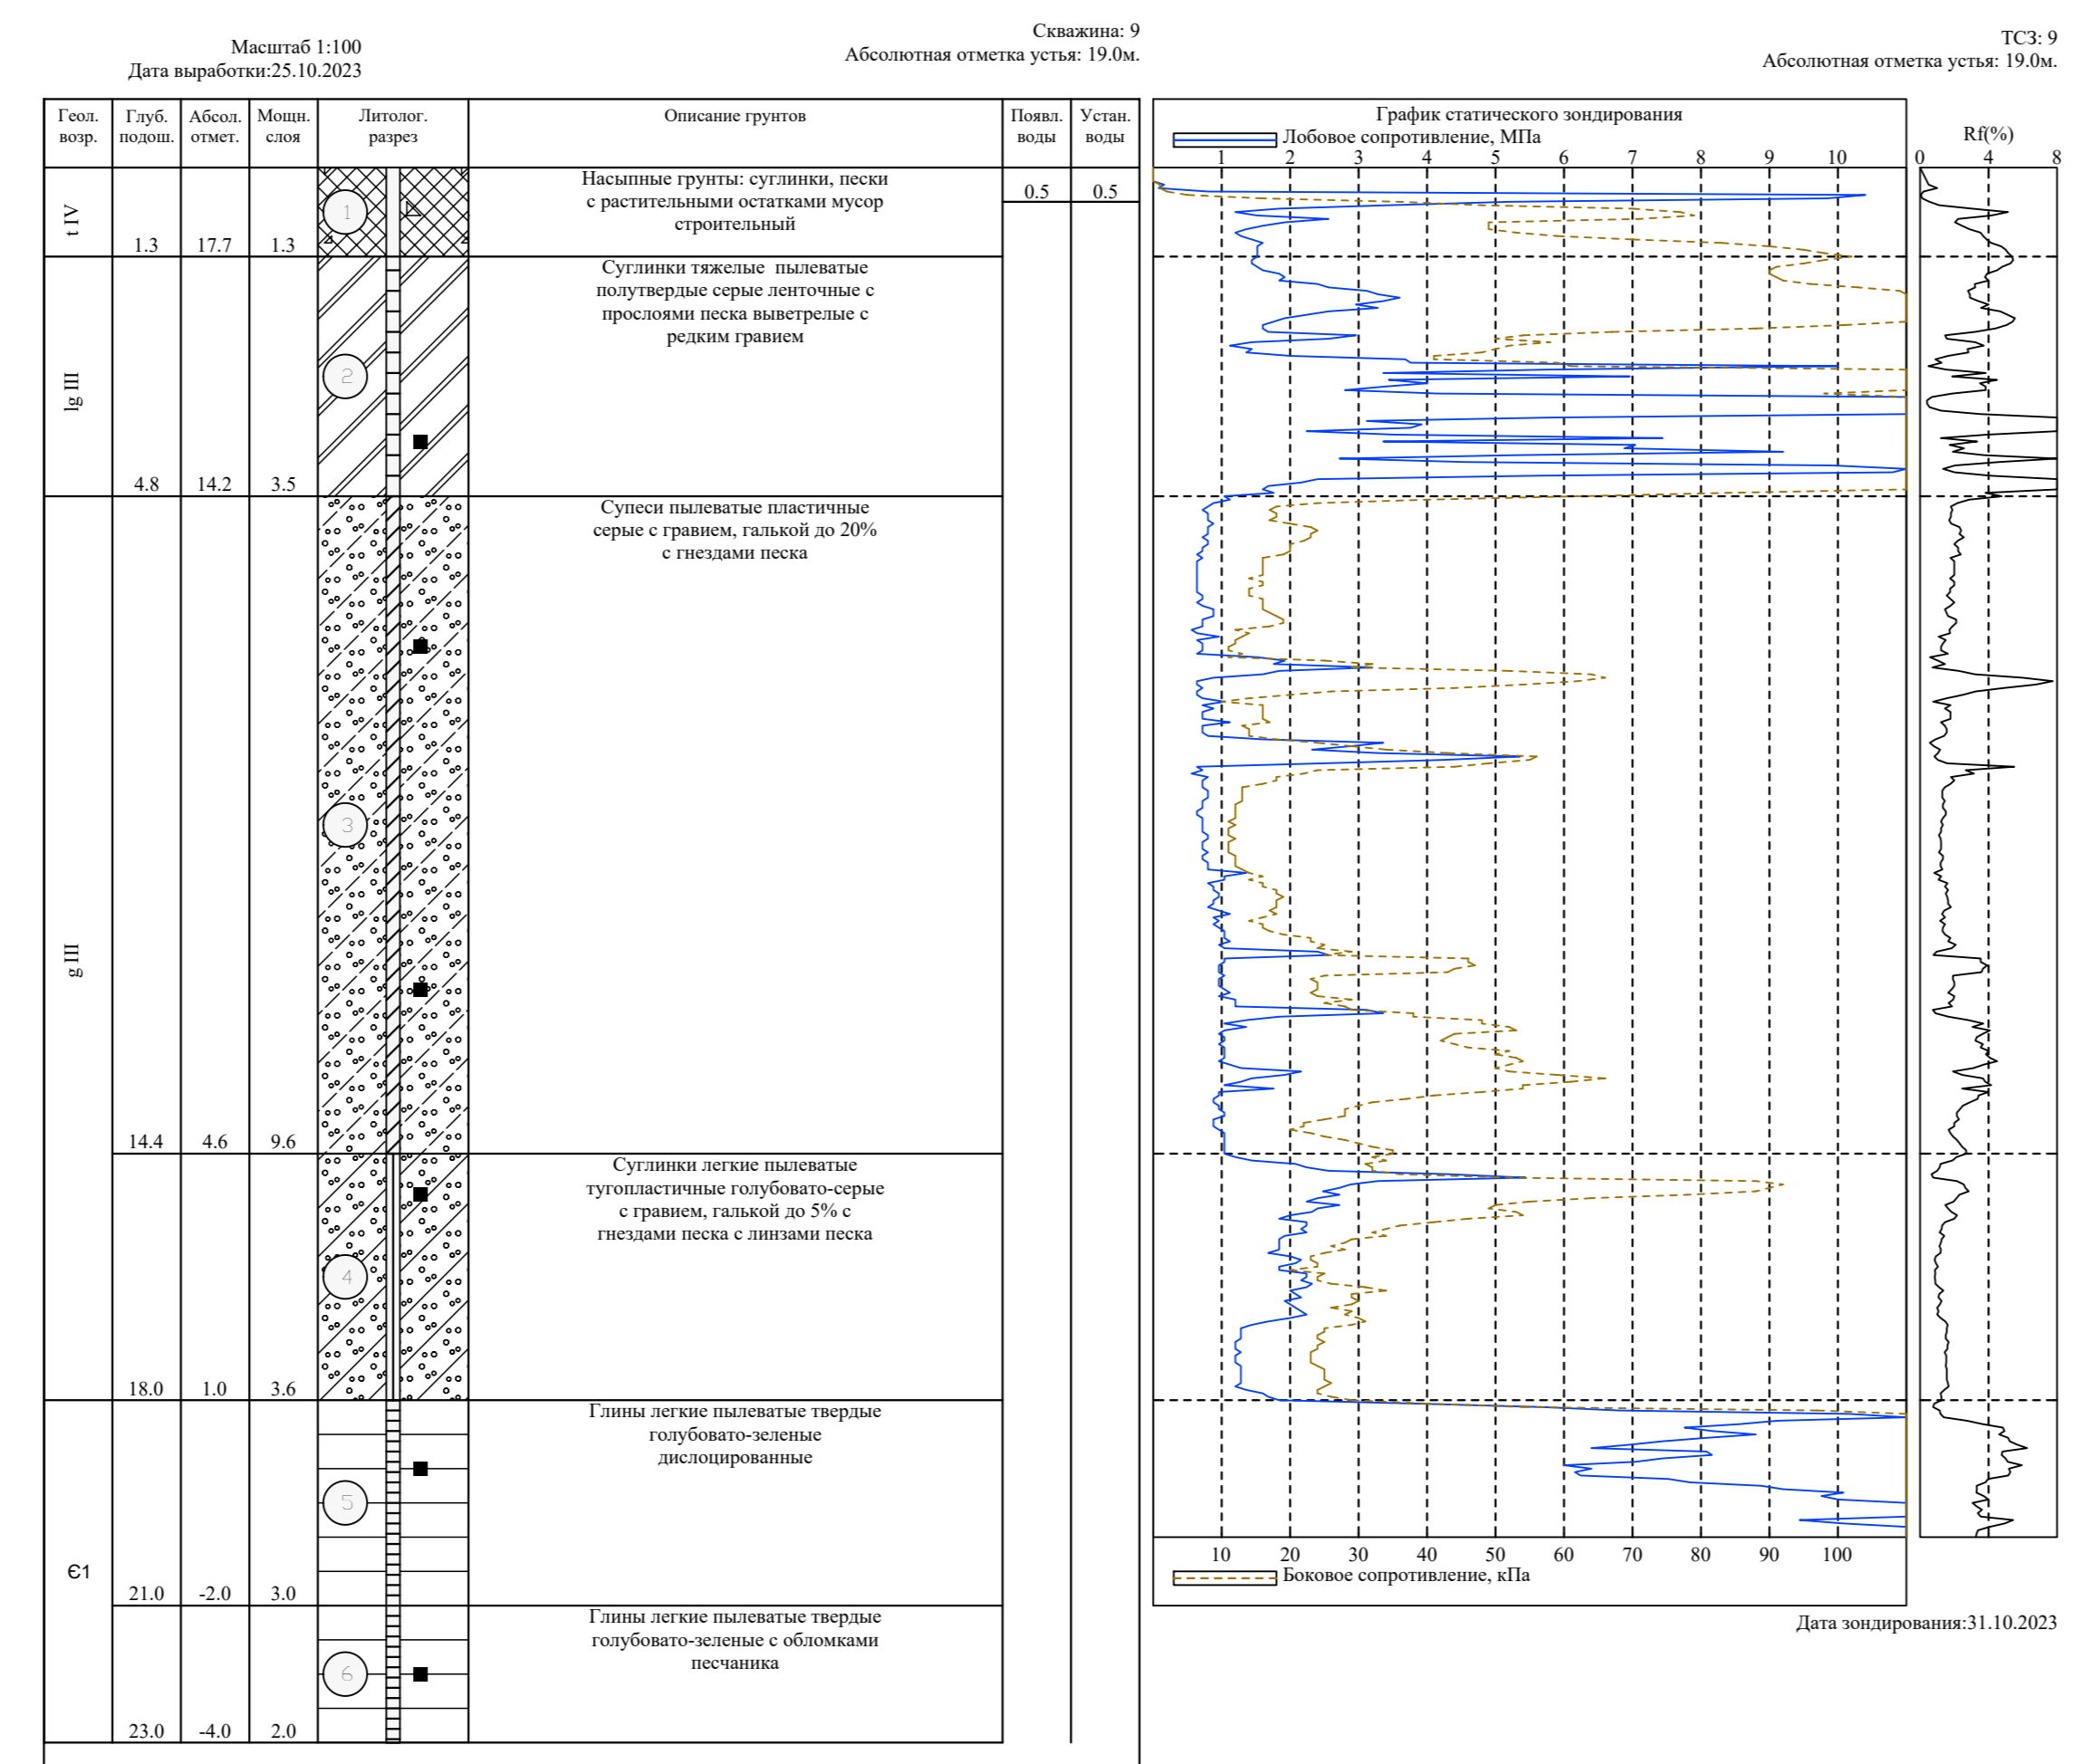 Масштаб 1:100
Дата выработки:25.10.2023
Скважина: 9
Абсолютная отметка устья: 19.0м.
ТСЗ: 9
Абсолютная отметка устья: 19.0м.
Геол. возр.
Глуб. подош.
Абсол. отмет.
Мощн. слоя
Литолог. разрез
Описание грунтов
Появл. воды
Устан. воды
График статического зондирования
Лобовое сопротивление, МПа
1 2 3 4 5 6 7 8 9 10
Rf(%)
0 4 8
t IV
1.3 17.7 1.3
1
Насыпные грунты: суглинки, пески
с растительными остатками мусор
строительный
0.5 0.5
lg III
4.8 14.2 3.5
2
Суглинки тяжелые пылеватые
полутвердые серые ленточные с
прослоями песка выветрелые с
редким гравием
g III
14.4 4.6 9.6
3
Супеси пылеватые пластичные
серые с гравием, галькой до 20%
с гнездами песка
18.0 1.0 3.6
4
Суглинки легкие пылеватые
тугопластичные голубовато-серые
с гравием, галькой до 5% с
гнездами песка с линзами песка
Є1
21.0 -2.0 3.0
5
Глины легкие пылеватые твердые
голубовато-зеленые
дислоцированные
23.0 -4.0 2.0
6
Глины легкие пылеватые твердые
голубовато-зеленые с обломками
песчаника
10 20 30 40 50 60 70 80 90 100
Боковое сопротивление, кПа
Дата зондирования:31.10.2023